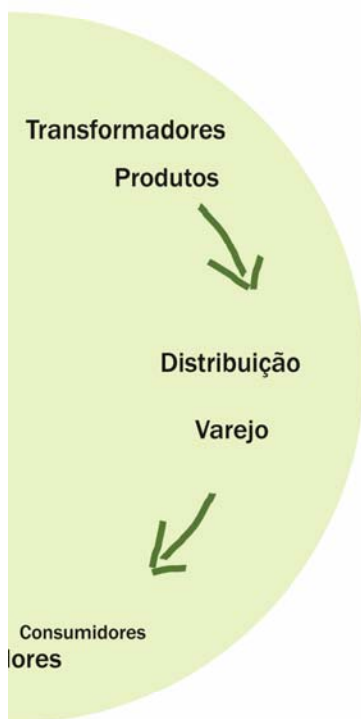 Transformadores
Produtos
Distribuição
Varejo
Consumidores
lores